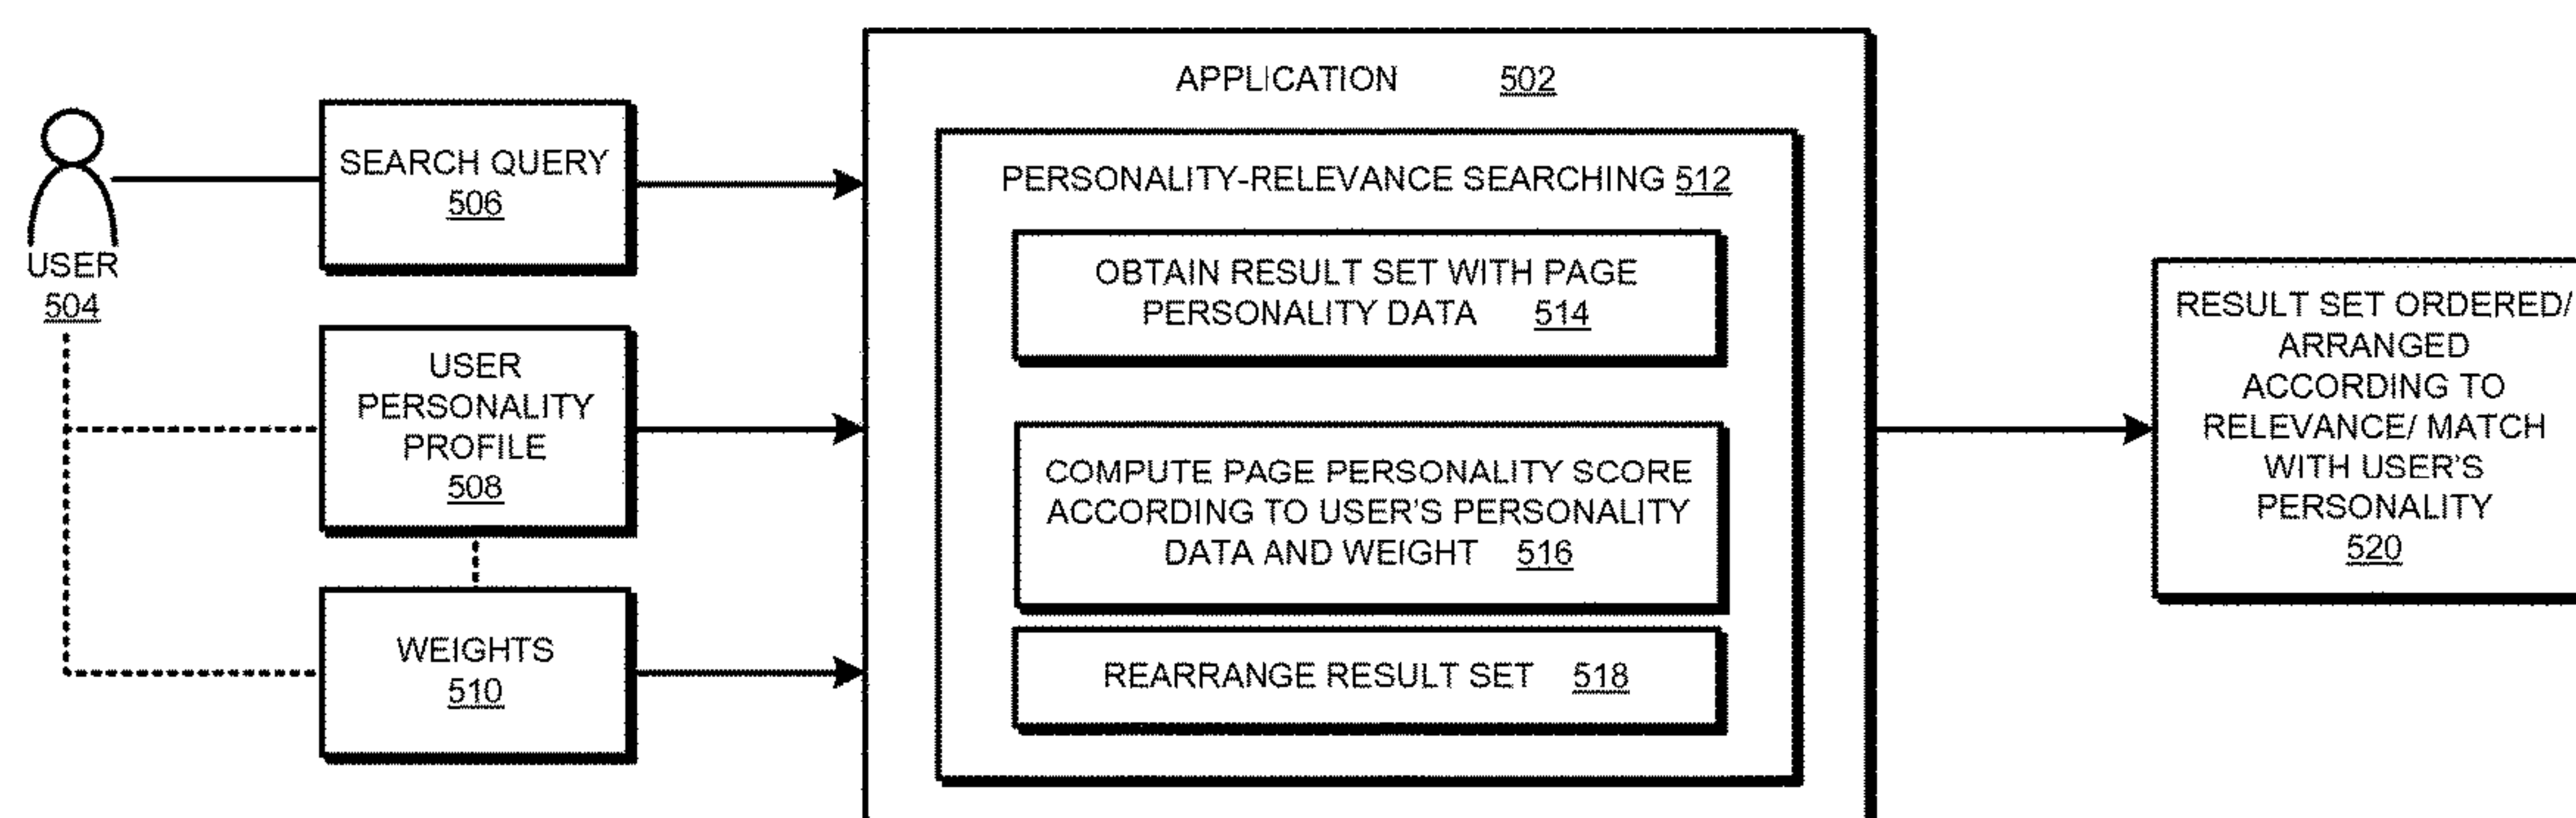 USER
504
SEARCH QUERY
506
USER
PERSONALITY
PROFILE
508
WEIGHTS
510
APPLICATION 502
PERSONALITY-RELEVANCE SEARCHING 512
OBTAIN RESULT SET WITH PAGE
PERSONALITY DATA 514
COMPUTE PAGE PERSONALITY SCORE
ACCORDING TO USER'S PERSONALITY
DATA AND WEIGHT 516
REARRANGE RESULT SET 518
RESULT SET ORDERED/
ARRANGED
ACCORDING TO
RELEVANCE/ MATCH
WITH USER'S
PERSONALITY
520